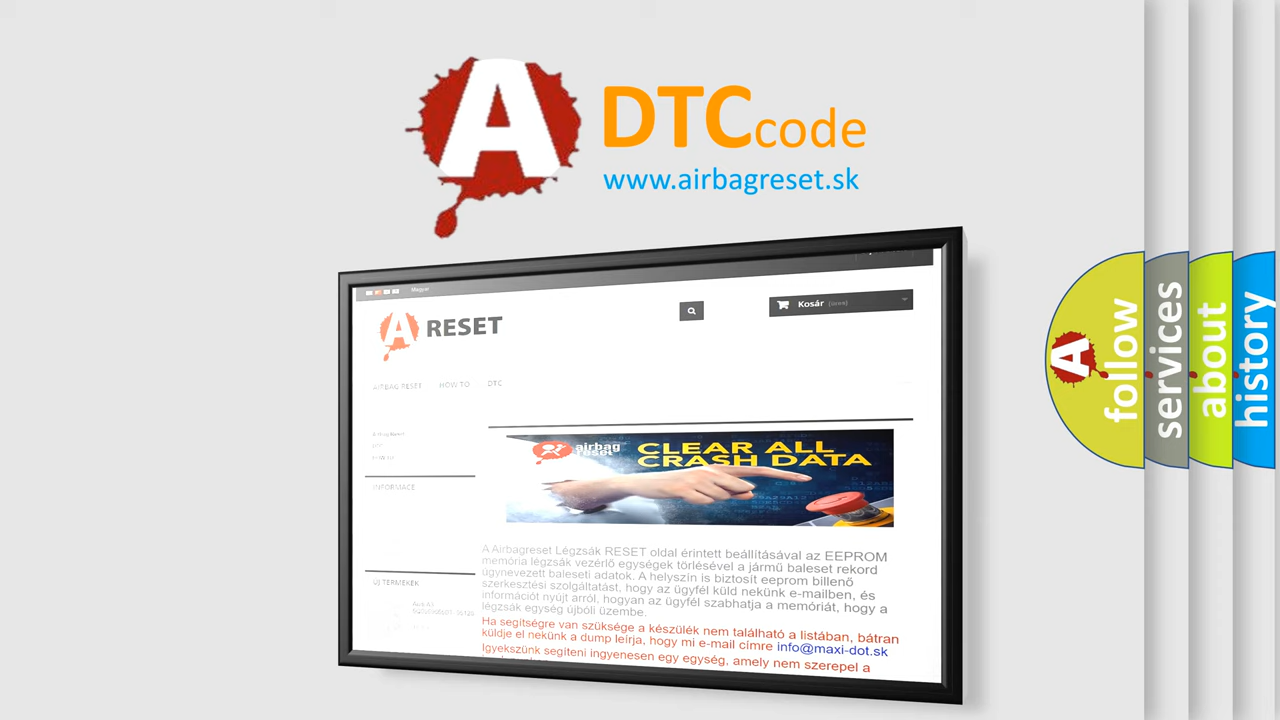 A
DTC code
www.airbagreset.sk
Magyar
A RESET
Kosár (üres)
AIRBAG RESET HOW TO DTC
INFORMACE
ÚJ TERMÉKEK
airbag
reset
CLEAR ALL
CRASH DATA
A Airbagreset Légzsák RESET oldal érintett beállításával az EEPROM
memória légzsák vezérlő egységek törlésével a jármű baleset rekord
úgynevezett baleseti adatok. A helyszín is biztosít eeprom billenő
szerkesztési szolgáltatást, hogy az ügyfél küld nekünk e-mailben, és
információt nyújt arról, hogyan az ügyfél szabhatja a memóriát, hogy a
légzsák egység újbóli üzembe.
Ha segítségre van szüksége a készülék nem található a listában, bátran
küldje el nekünk a dump leírja, hogy mi e-mail címre info@maxi-dot.sk
Igyekszünk segíteni ingyenesen egy egység, amely nem szerepel a
A
follow
services
about
history